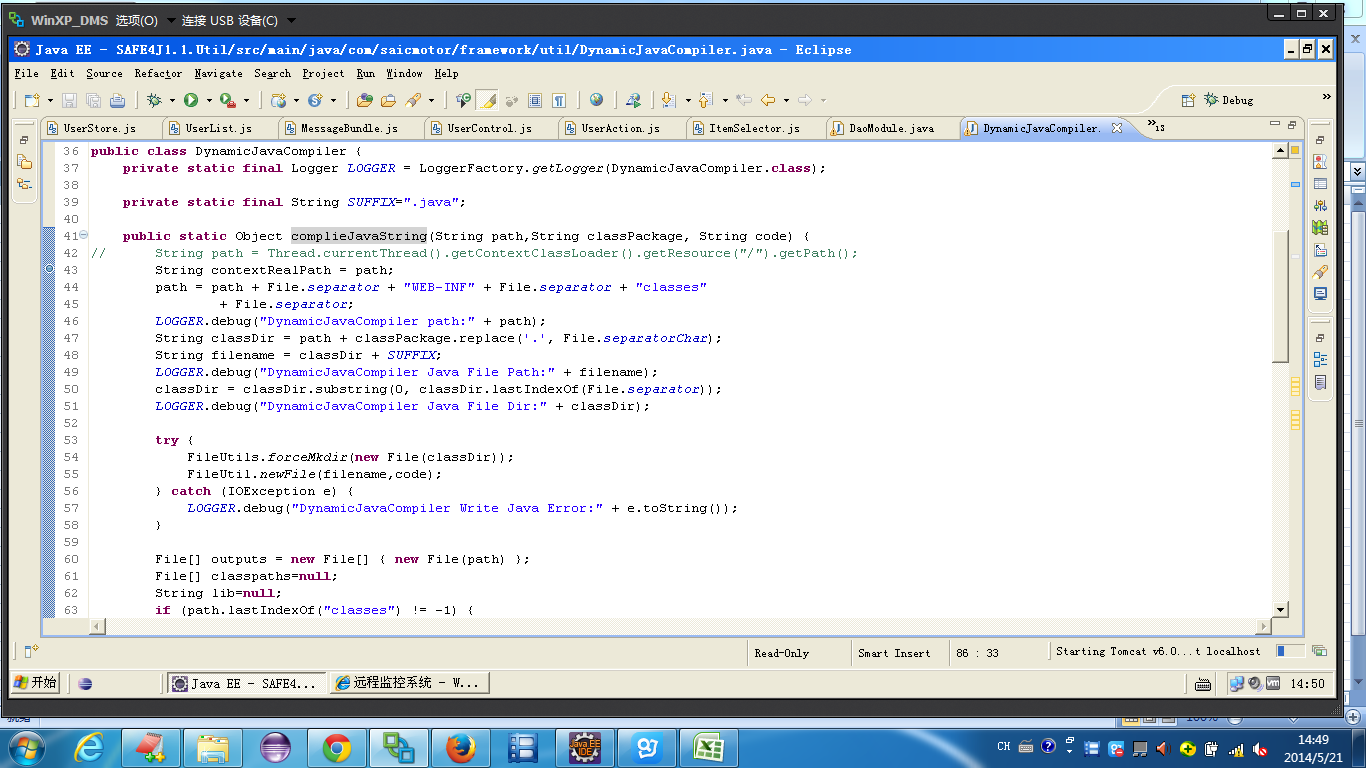 WinXP_DMS 选项(O) 连接 USB 设备(C)
Java EE - SAFE4J1.1.Util/src/main/java/com/saicmotor/framework/util/DynamicJavaCompiler.java - Eclipse
File Edit Source Refactor Navigate Search Project Run Window Help
Debug »
UserStore.js UserList.js MessageBundle.js UserControl.js UserAction.js ItemSelector.js DaoModule.java DynamicJavaCompiler. »13
36 public class DynamicJavaCompiler {
37 private static final Logger LOGGER = LoggerFactory.getLogger(DynamicJavaCompiler.class);
38
39 private static final String SUFFIX=".java";
40
41 public static Object complieJavaString(String path,String classPackage, String code) {
42 // String path = Thread.currentThread().getContextClassLoader().getResource("/").getPath();
43 String contextRealPath = path;
44 path = path + File.separator + "WEB-INF" + File.separator + "classes"
45 + File.separator;
46 LOGGER.debug("DynamicJavaCompiler path:" + path);
47 String classDir = path + classPackage.replace('.', File.separatorChar);
48 String filename = classDir + SUFFIX;
49 LOGGER.debug("DynamicJavaCompiler Java File Path:" + filename);
50 classDir = classDir.substring(0, classDir.lastIndexOf(File.separator));
51 LOGGER.debug("DynamicJavaCompiler Java File Dir:" + classDir);
52
53 try {
54 FileUtils.forceMkdir(new File(classDir));
55 FileUtil.newFile(filename,code);
56 } catch (IOException e) {
57 LOGGER.debug("DynamicJavaCompiler Write Java Error:" + e.toString());
58 }
59
60 File[] outputs = new File[] { new File(path) };
61 File[] classpaths=null;
62 String lib=null;
63 if (path.lastIndexOf("classes") != -1) {
Read-Only Smart Insert 86 : 33 Starting Tomcat v6.0...t localhost
开始 Java EE - SAFE4... 远程监控系统 - W... 14:50
100%
CH 14:49
2014/5/21